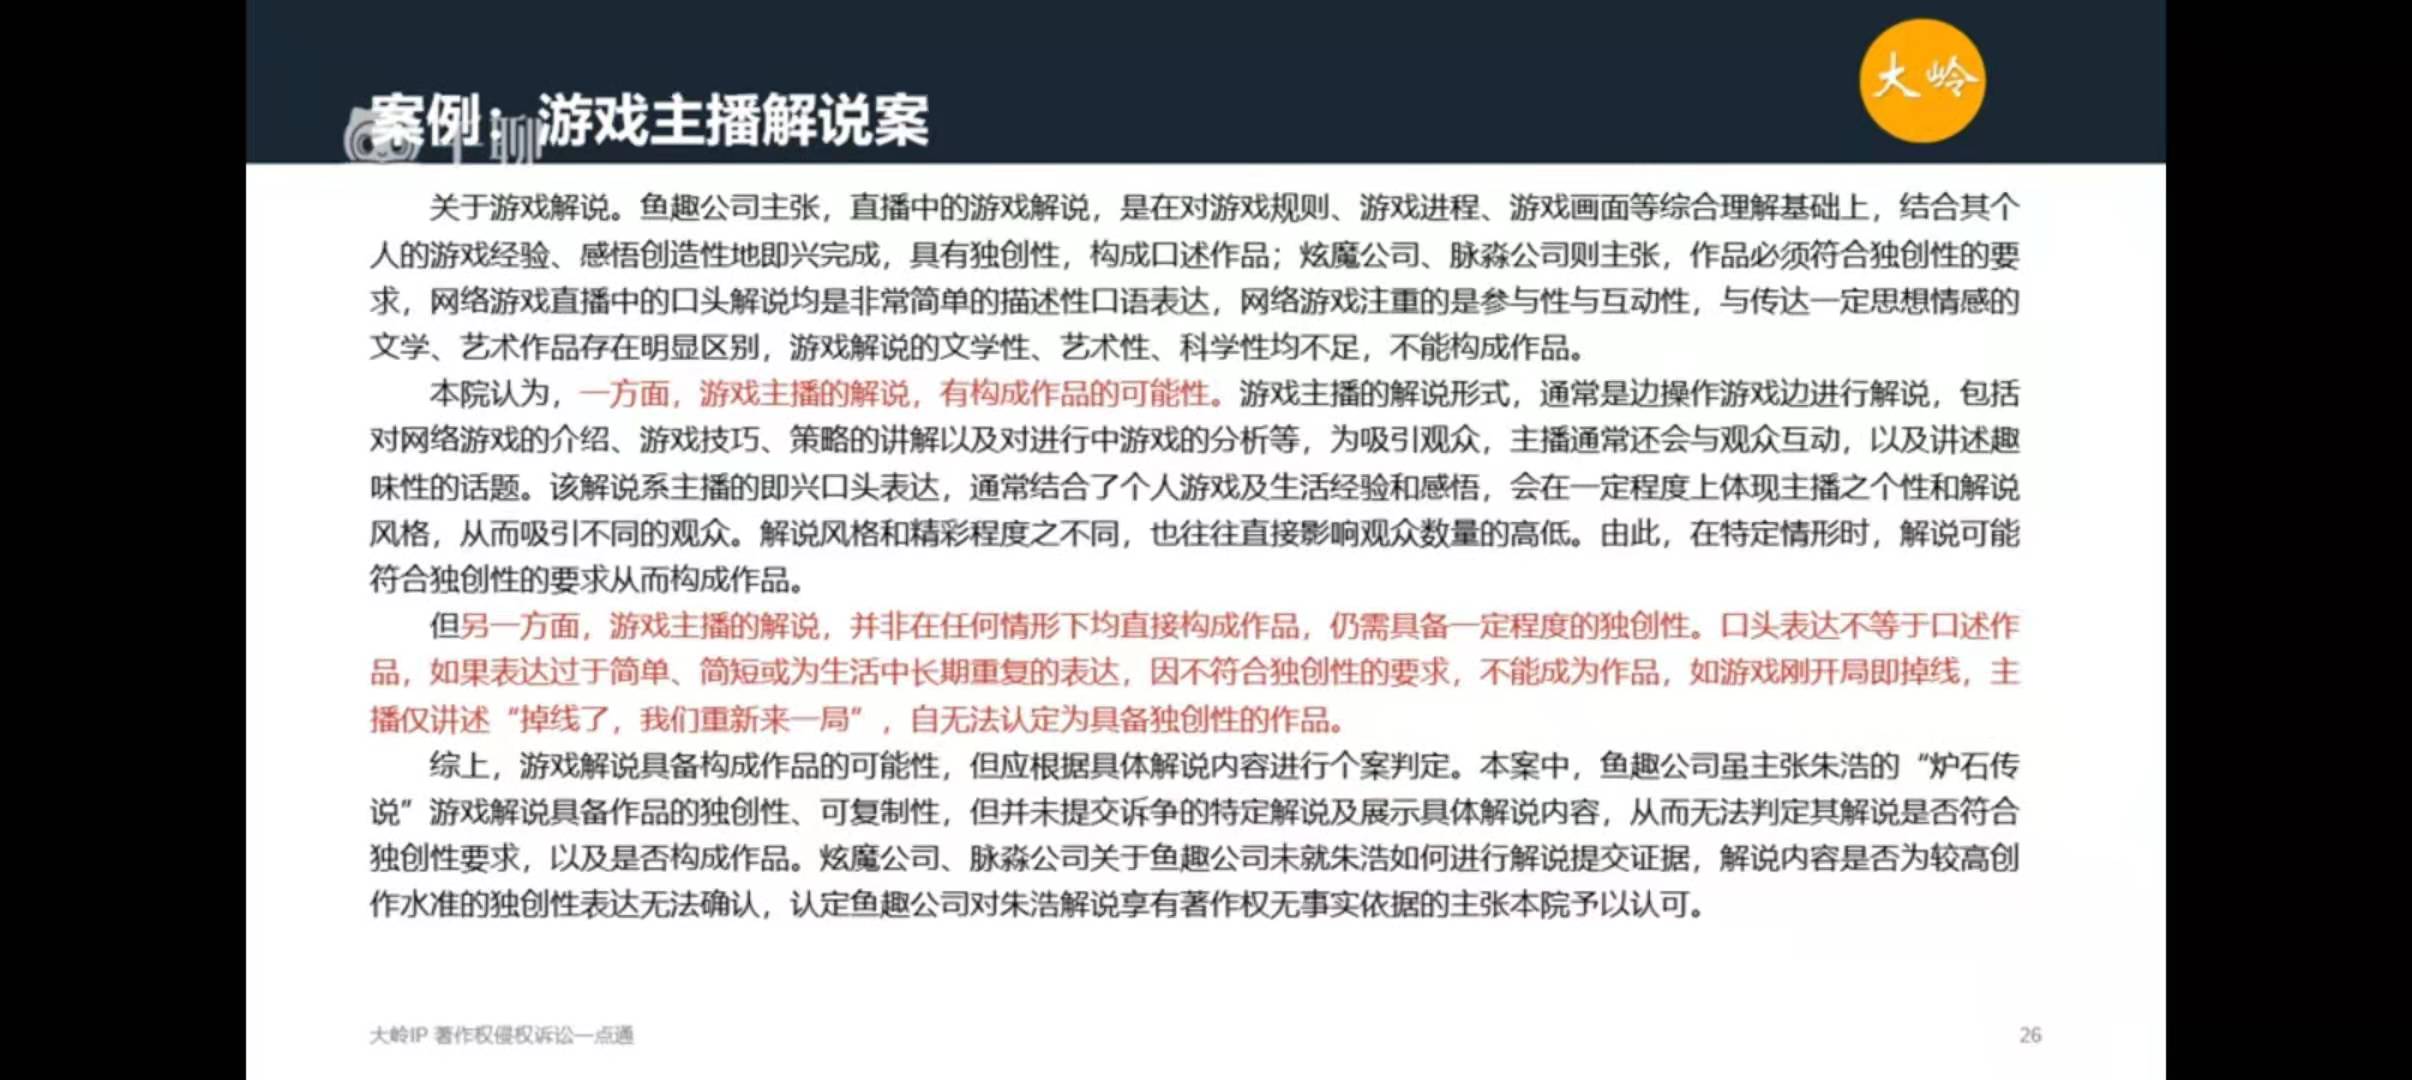 案例：游戏主播解说案
大岭
千聊
关于游戏解说。鱼趣公司主张，直播中的游戏解说，是在对游戏规则、游戏进程、游戏画面等综合理解基础上，结合其个
人的游戏经验、感悟创造性地即兴完成，具有独创性，构成口述作品；炫魔公司、脉淼公司则主张，作品必须符合独创性的要
求，网络游戏直播中的口头解说均是非常简单的描述性口语表达，网络游戏注重的是参与性与互动性，与传达一定思想情感的
文学、艺术作品存在明显区别，游戏解说的文学性、艺术性、科学性均不足，不能构成作品。
本院认为，一方面，游戏主播的解说，有构成作品的可能性。游戏主播的解说形式，通常是边操作游戏边进行解说，包括
对网络游戏的介绍、游戏技巧、策略的讲解以及对进行中游戏的分析等，为吸引观众，主播通常还会与观众互动，以及讲述趣
味性的话题。该解说系主播的即兴口头表达，通常结合了个人游戏及生活经验和感悟，会在一定程度上体现主播之个性和解说
风格，从而吸引不同的观众。解说风格和精彩程度之不同，也往往直接影响观众数量的高低。由此，在特定情形时，解说可能
符合独创性的要求从而构成作品。
但另一方面，游戏主播的解说，并非在任何情形下均直接构成作品，仍需具备一定程度的独创性。口头表达不等于口述作
品，如果表达过于简单、简短或为生活中长期重复的表达，因不符合独创性的要求，不能成为作品，如游戏刚开局即掉线，主
播仅讲述“掉线了，我们重新来一局”，自无法认定为具备独创性的作品。
综上，游戏解说具备构成作品的可能性，但应根据具体解说内容进行个案判定。本案中，鱼趣公司虽主张朱浩的“炉石传
说”游戏解说具备作品的独创性、可复制性，但并未提交诉争的特定解说及展示具体解说内容，从而无法判定其解说是否符合
独创性要求，以及是否构成作品。炫魔公司、脉淼公司关于鱼趣公司未就朱浩如何进行解说提交证据，解说内容是否为较高创
作水准的独创性表达无法确认，认定鱼趣公司对朱浩解说享有著作权无事实依据的主张本院予以认可。
大岭IP 著作权侵权诉讼一点通
26